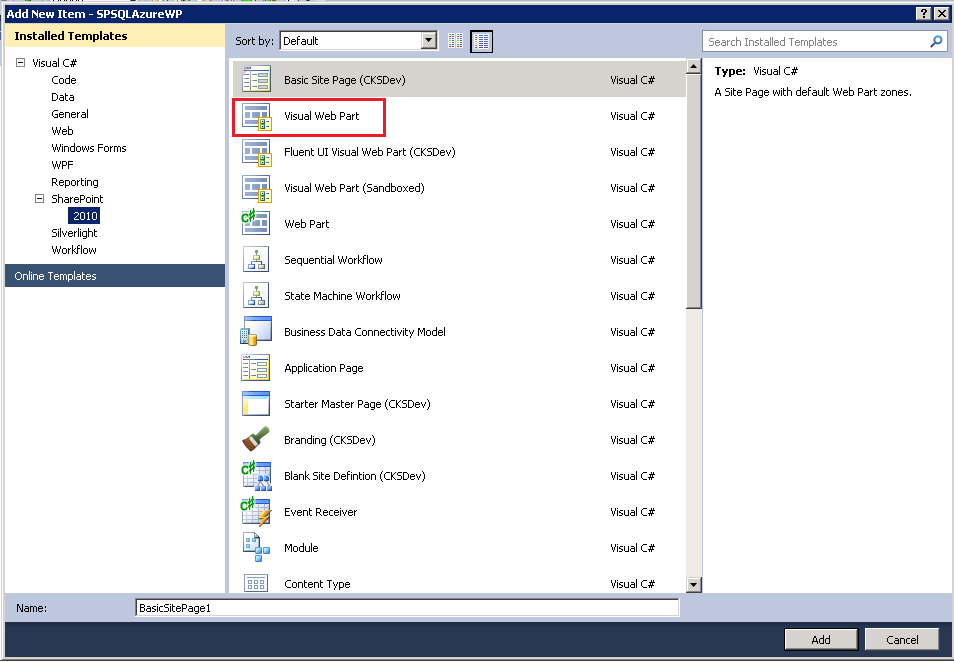 Add New Item - SPSQLAzureWP
Installed Templates
Visual C#
Code
Data
General
Web
Windows Forms
WPF
Reporting
SharePoint
2010
Silverlight
Workflow
Online Templates
Sort by: Default
Search Installed Templates
Basic Site Page (CKSDev) Visual C#
Visual Web Part Visual C#
Fluent UI Visual Web Part (CKSDev) Visual C#
Visual Web Part (Sandboxed) Visual C#
Web Part Visual C#
Sequential Workflow Visual C#
State Machine Workflow Visual C#
Business Data Connectivity Model Visual C#
Application Page Visual C#
Starter Master Page (CKSDev) Visual C#
Branding (CKSDev) Visual C#
Blank Site Defintion (CKSDev) Visual C#
Event Receiver Visual C#
Module Visual C#
Content Type Visual C#
Type: Visual C#
A Site Page with default Web Part zones.
Name: BasicSitePage1
Add Cancel